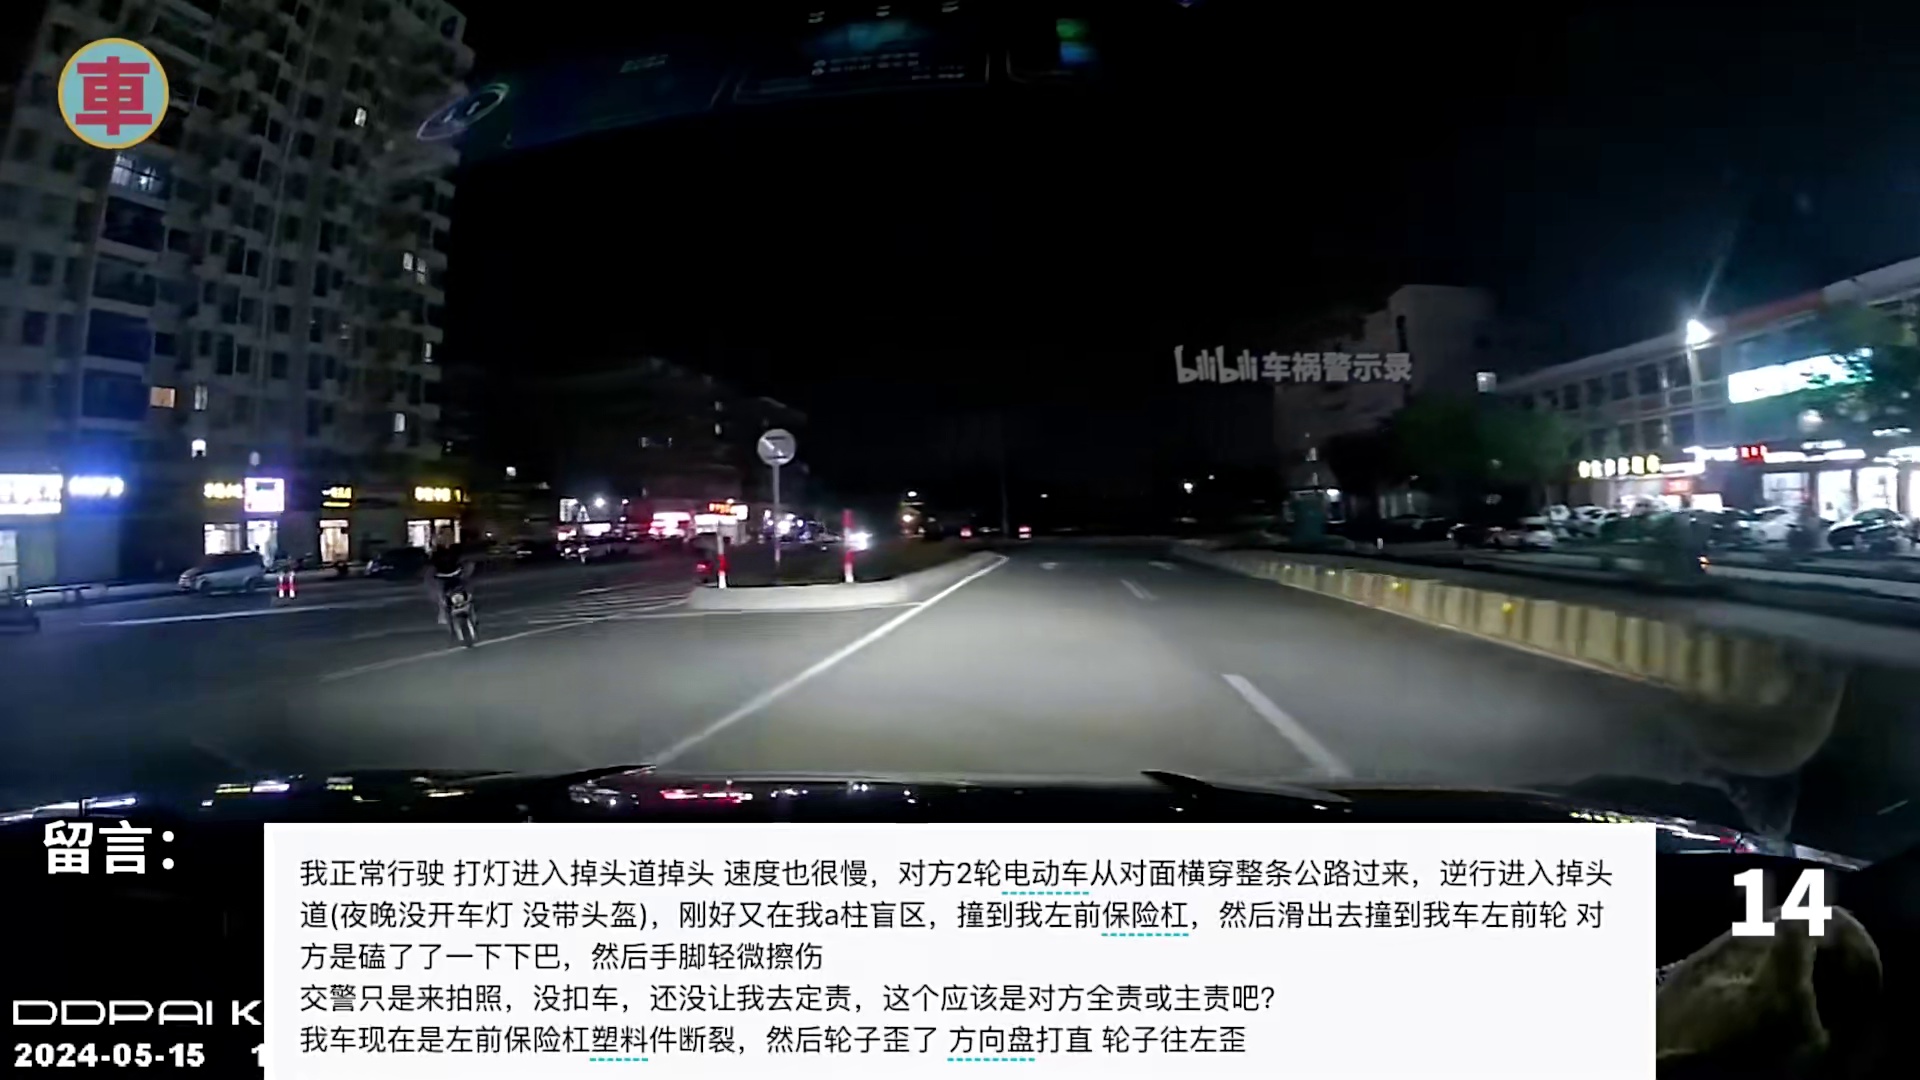 車
bilibili 车祸警示录
留言：
我正常行驶 打灯进入掉头道掉头 速度也很慢，对方2轮电动车从对面横穿整条公路过来，逆行进入掉头
道(夜晚没开车灯 没带头盔)，刚好又在我a柱盲区，撞到我左前保险杠，然后滑出去撞到我车左前轮 对
方是磕了了一下下巴，然后手脚轻微擦伤
交警只是来拍照，没扣车，还没让我去定责，这个应该是对方全责或主责吧？
我车现在是左前保险杠塑料件断裂，然后轮子歪了 方向盘打直 轮子往左歪
14
DDPAI K
2024-05-15 1